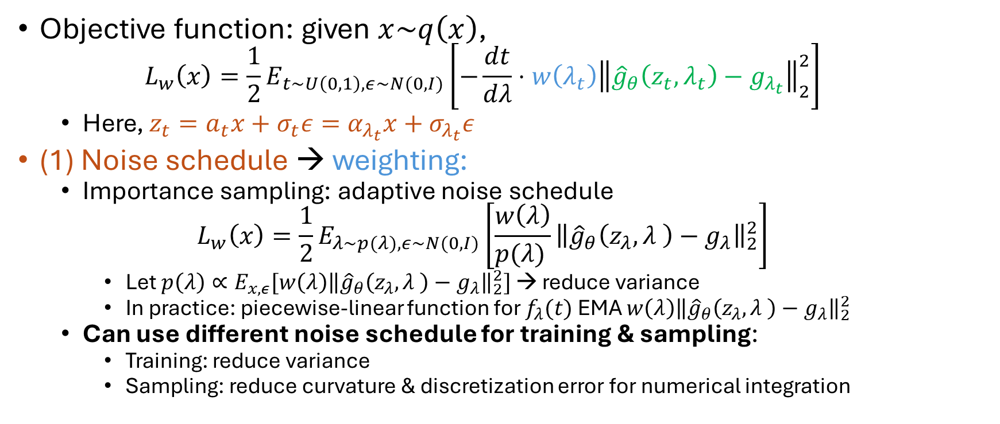 • Objective function: given $x \sim q(x)$,
$L_w(x) = \frac{1}{2} E_{t \sim U(0,1), \epsilon \sim N(0,I)} \left[ -\frac{dt}{d\lambda} \cdot w(\lambda_t) \left\| \hat{g}_\theta(z_t, \lambda_t) - g_{\lambda_t} \right\|_2^2 \right]$
• Here, $z_t = a_t x + \sigma_t \epsilon = \alpha_{\lambda_t} x + \sigma_{\lambda_t} \epsilon$
• (1) Noise schedule → weighting:
• Importance sampling: adaptive noise schedule
$L_w(x) = \frac{1}{2} E_{\lambda \sim p(\lambda), \epsilon \sim N(0,I)} \left[ \frac{w(\lambda)}{p(\lambda)} \| \hat{g}_\theta(z_\lambda, \lambda) - g_\lambda \|_2^2 \right]$
• Let $p(\lambda) \propto E_{x,\epsilon}[w(\lambda) \| \hat{g}_\theta(z_\lambda, \lambda) - g_\lambda \|_2^2]$ → reduce variance
• In practice: piecewise-linear function for $f_\lambda(t)$ EMA $w(\lambda) \| \hat{g}_\theta(z_\lambda, \lambda) - g_\lambda \|_2^2$
• Can use different noise schedule for training & sampling:
• Training: reduce variance
• Sampling: reduce curvature & discretization error for numerical integration